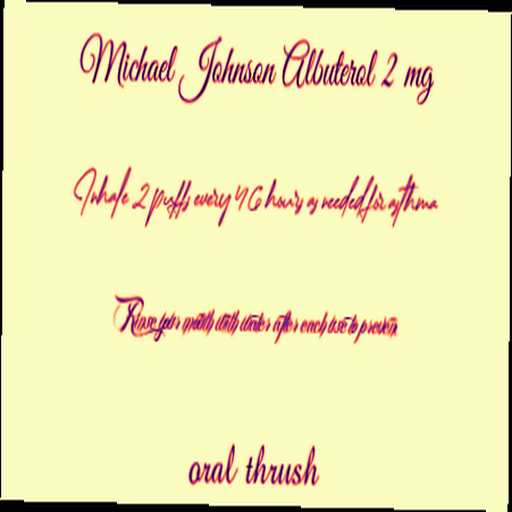 Michael Johnson Albuterol 2 mg
Inhale 2 puffs every 4 6 hours as needed for asthma
Rinse your mouth with water after each use to preven
oral thrush